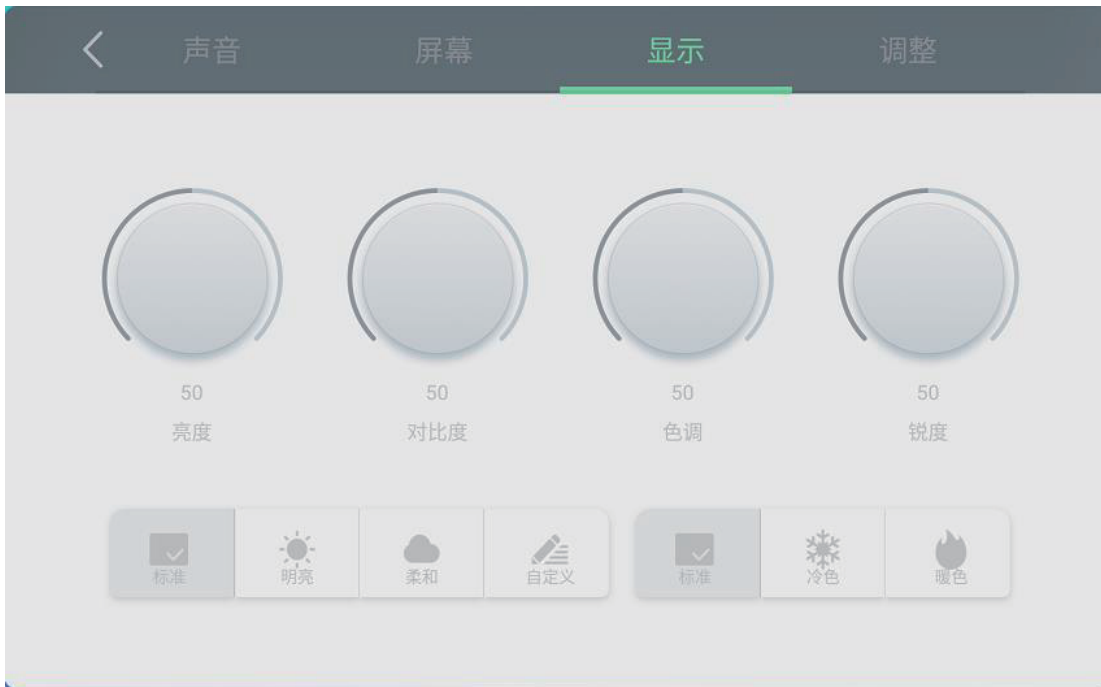 声音 屏幕 显示 调整
50 50 50 50
亮度 对比度 色调 锐度
标准 明亮 柔和 自定义 标准 冷色 暖色